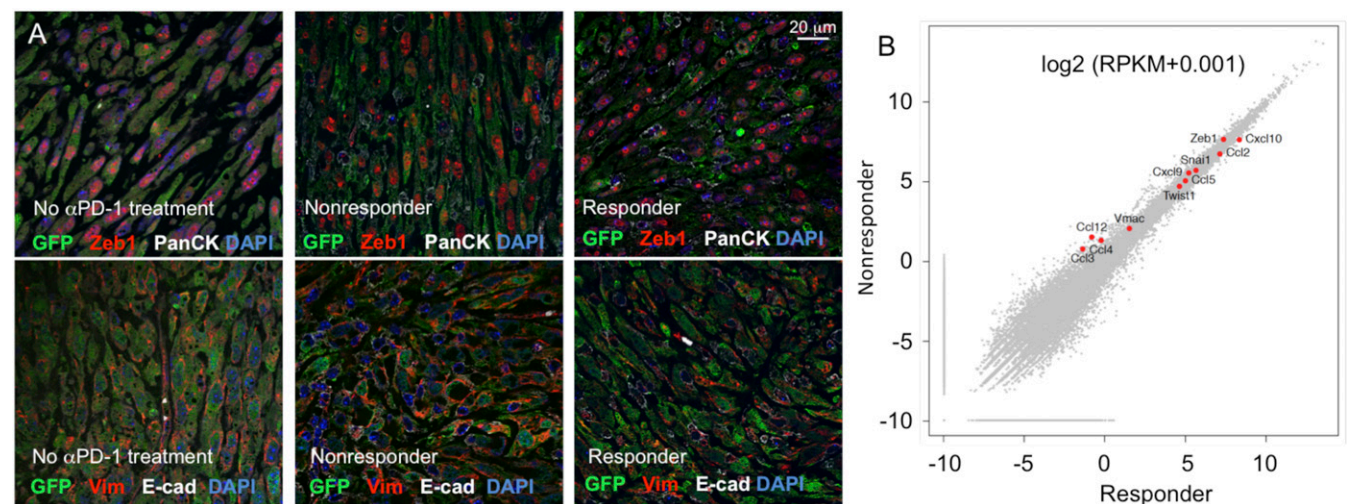 A
20 μm
No αPD-1 treatment
GFP Zeb1 PanCK DAPI
Nonresponder
GFP Zeb1 PanCK DAPI
Responder
GFP Zeb1 PanCK DAPI
No αPD-1 treatment
GFP Vim E-cad DAPI
Nonresponder
GFP Vim E-cad DAPI
Responder
GFP Vim E-cad DAPI
B
log2 (RPKM+0.001)
Nonresponder
10
5
0
-5
-10
Zeb1
Cxcl10
Ccl2
Snai1
Cxcl9
Ccl5
Twist1
Vmac
Ccl12
Ccl4
Ccl3
-10 -5 0 5 10
Responder